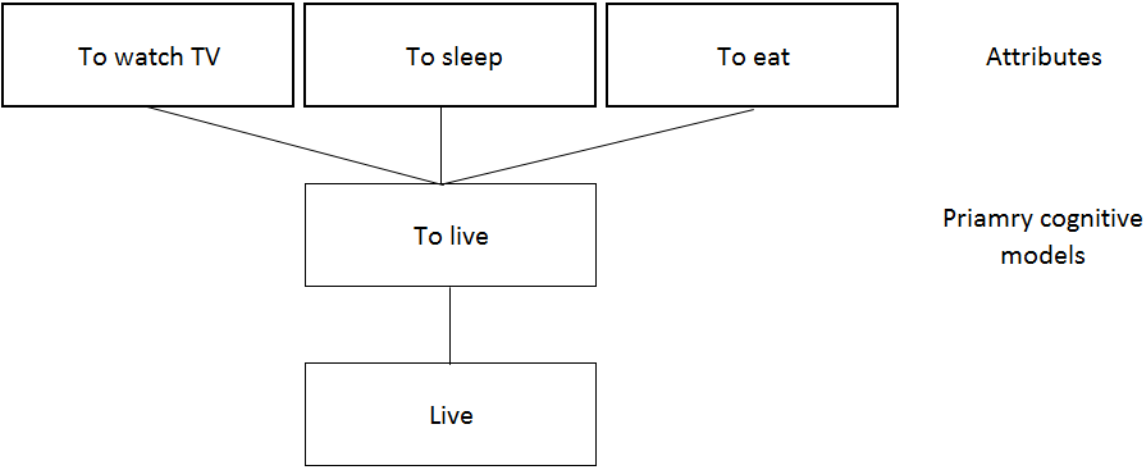 To watch TV
To sleep
To eat
Attributes
To live
Priamry cognitive
models
Live